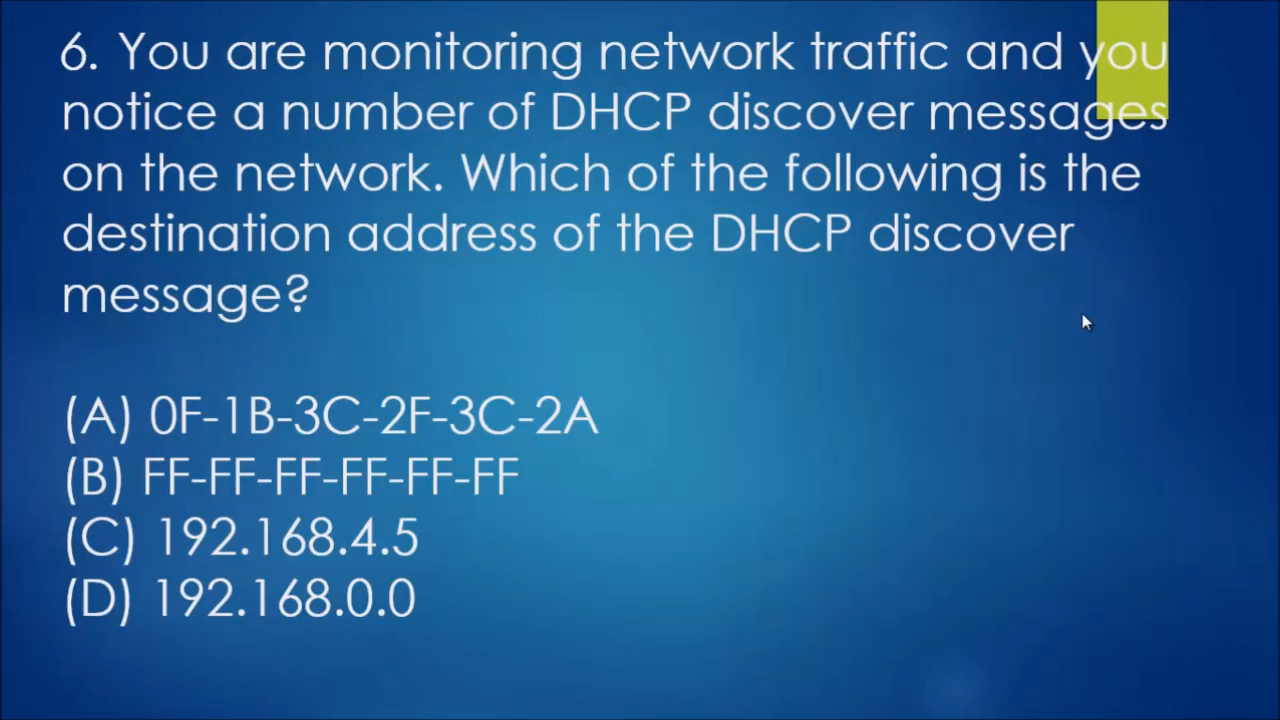 6. You are monitoring network traffic and you
notice a number of DHCP discover messages
on the network. Which of the following is the
destination address of the DHCP discover
message?
(A) 0F-1B-3C-2F-3C-2A
(B) FF-FF-FF-FF-FF-FF
(C) 192.168.4.5
(D) 192.168.0.0